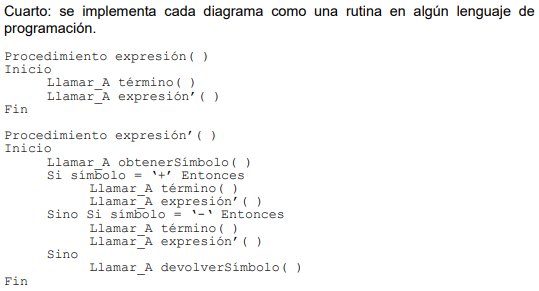 Cuarto: se implementa cada diagrama como una rutina en algún lenguaje de
programación.
Procedimiento expresión( )
Inicio
Llamar_A término( )
Llamar_A expresión’( )
Fin
Procedimiento expresión’( )
Inicio
Llamar_A obtenerSímbolo( )
Si símbolo = ‘+’ Entonces
Llamar_A término( )
Llamar_A expresión’( )
Sino Si símbolo = ‘-‘ Entonces
Llamar_A término( )
Llamar_A expresión’( )
Sino
Llamar_A devolverSímbolo( )
Fin